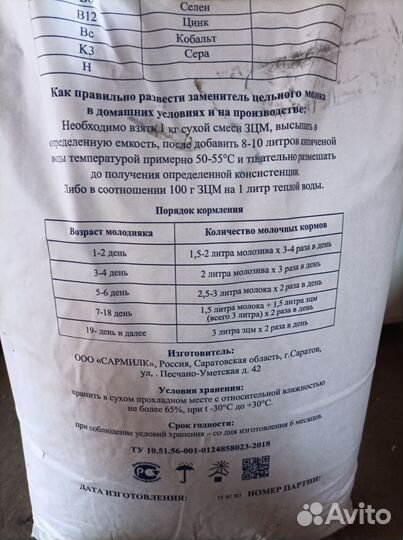 B12
Bc
K3
H
Селен
Цинк
Кобальт
Сера
Как правильно развести заменитель цельного молока
в домашних условиях и на производстве:
Необходимо взять 1 кг сухой смеси ЗЦМ, высыпать в
определенную емкость, после добавить 8-10 литров кипяченой
воды температурой примерно 50-55°С и тщательно размешать
до получения определенной консистенции.
Либо в соотношении 100 г ЗЦМ на 1 литр теплой воды.
Порядок кормления
Возраст молодняка Количество молочных кормов
1-2 день 1,5-2 литра молозива х 3-4 раза в день
3-4 день 2 литра молозива х 3 раза в день
5-6 день 2,5-3 литра молока х 2 раза в день
7-18 день 1,5 литра молока + 1,5 литра зцм
(всего 3 литра) х 2 раза в день
19- день и далее 3 литра зцм х 2 раза в день
Изготовитель:
ООО «САРМИЛК», Россия, Саратовская область, г.Саратов,
ул, . Песчано-Уметская д. 42
Условия хранения:
хранить в сухом прохладном месте с относительной влажностью
не более 65%, при t -30°С до +30°С.
Срок годности:
при соблюдение условий хранения – со дня изготовления 6 месяцев.
ТУ 10.51.56-001-0124858023-2018
ДАТА ИЗГОТОВЛЕНИЯ:
НОМЕР ПАРТИИ:
Avito